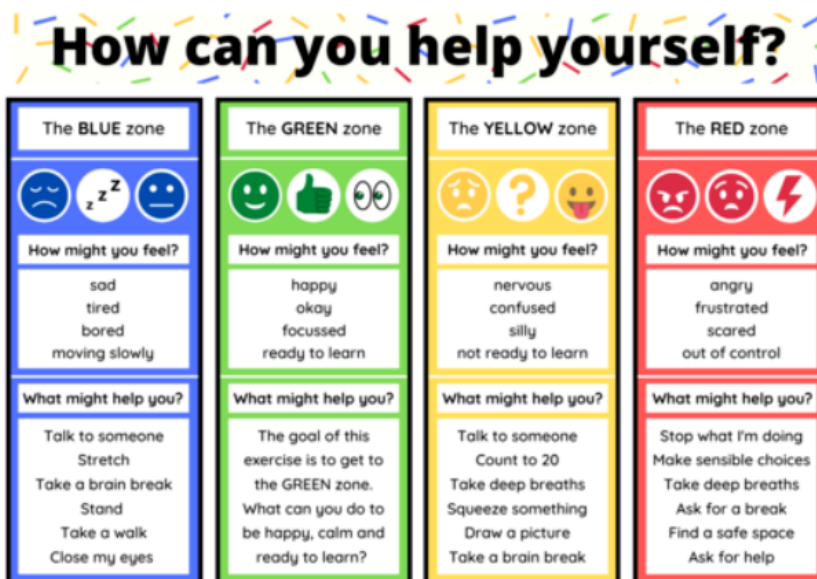 How can you help yourself?
The BLUE zone
z z Z
How might you feel?
sad
tired
bored
moving slowly
What might help you?
Talk to someone
Stretch
Take a brain break
Stand
Take a walk
Close my eyes
The GREEN zone
How might you feel?
happy
okay
focussed
ready to learn
What might help you?
The goal of this
exercise is to get to
the GREEN zone.
What can you do to
be happy, calm and
ready to learn?
The YELLOW zone
?
How might you feel?
nervous
confused
silly
not ready to learn
What might help you?
Talk to someone
Count to 20
Take deep breaths
Squeeze something
Draw a picture
Take a brain break
The RED zone
How might you feel?
angry
frustrated
scared
out of control
What might help you?
Stop what I'm doing
Make sensible choices
Take deep breaths
Ask for a break
Find a safe space
Ask for help